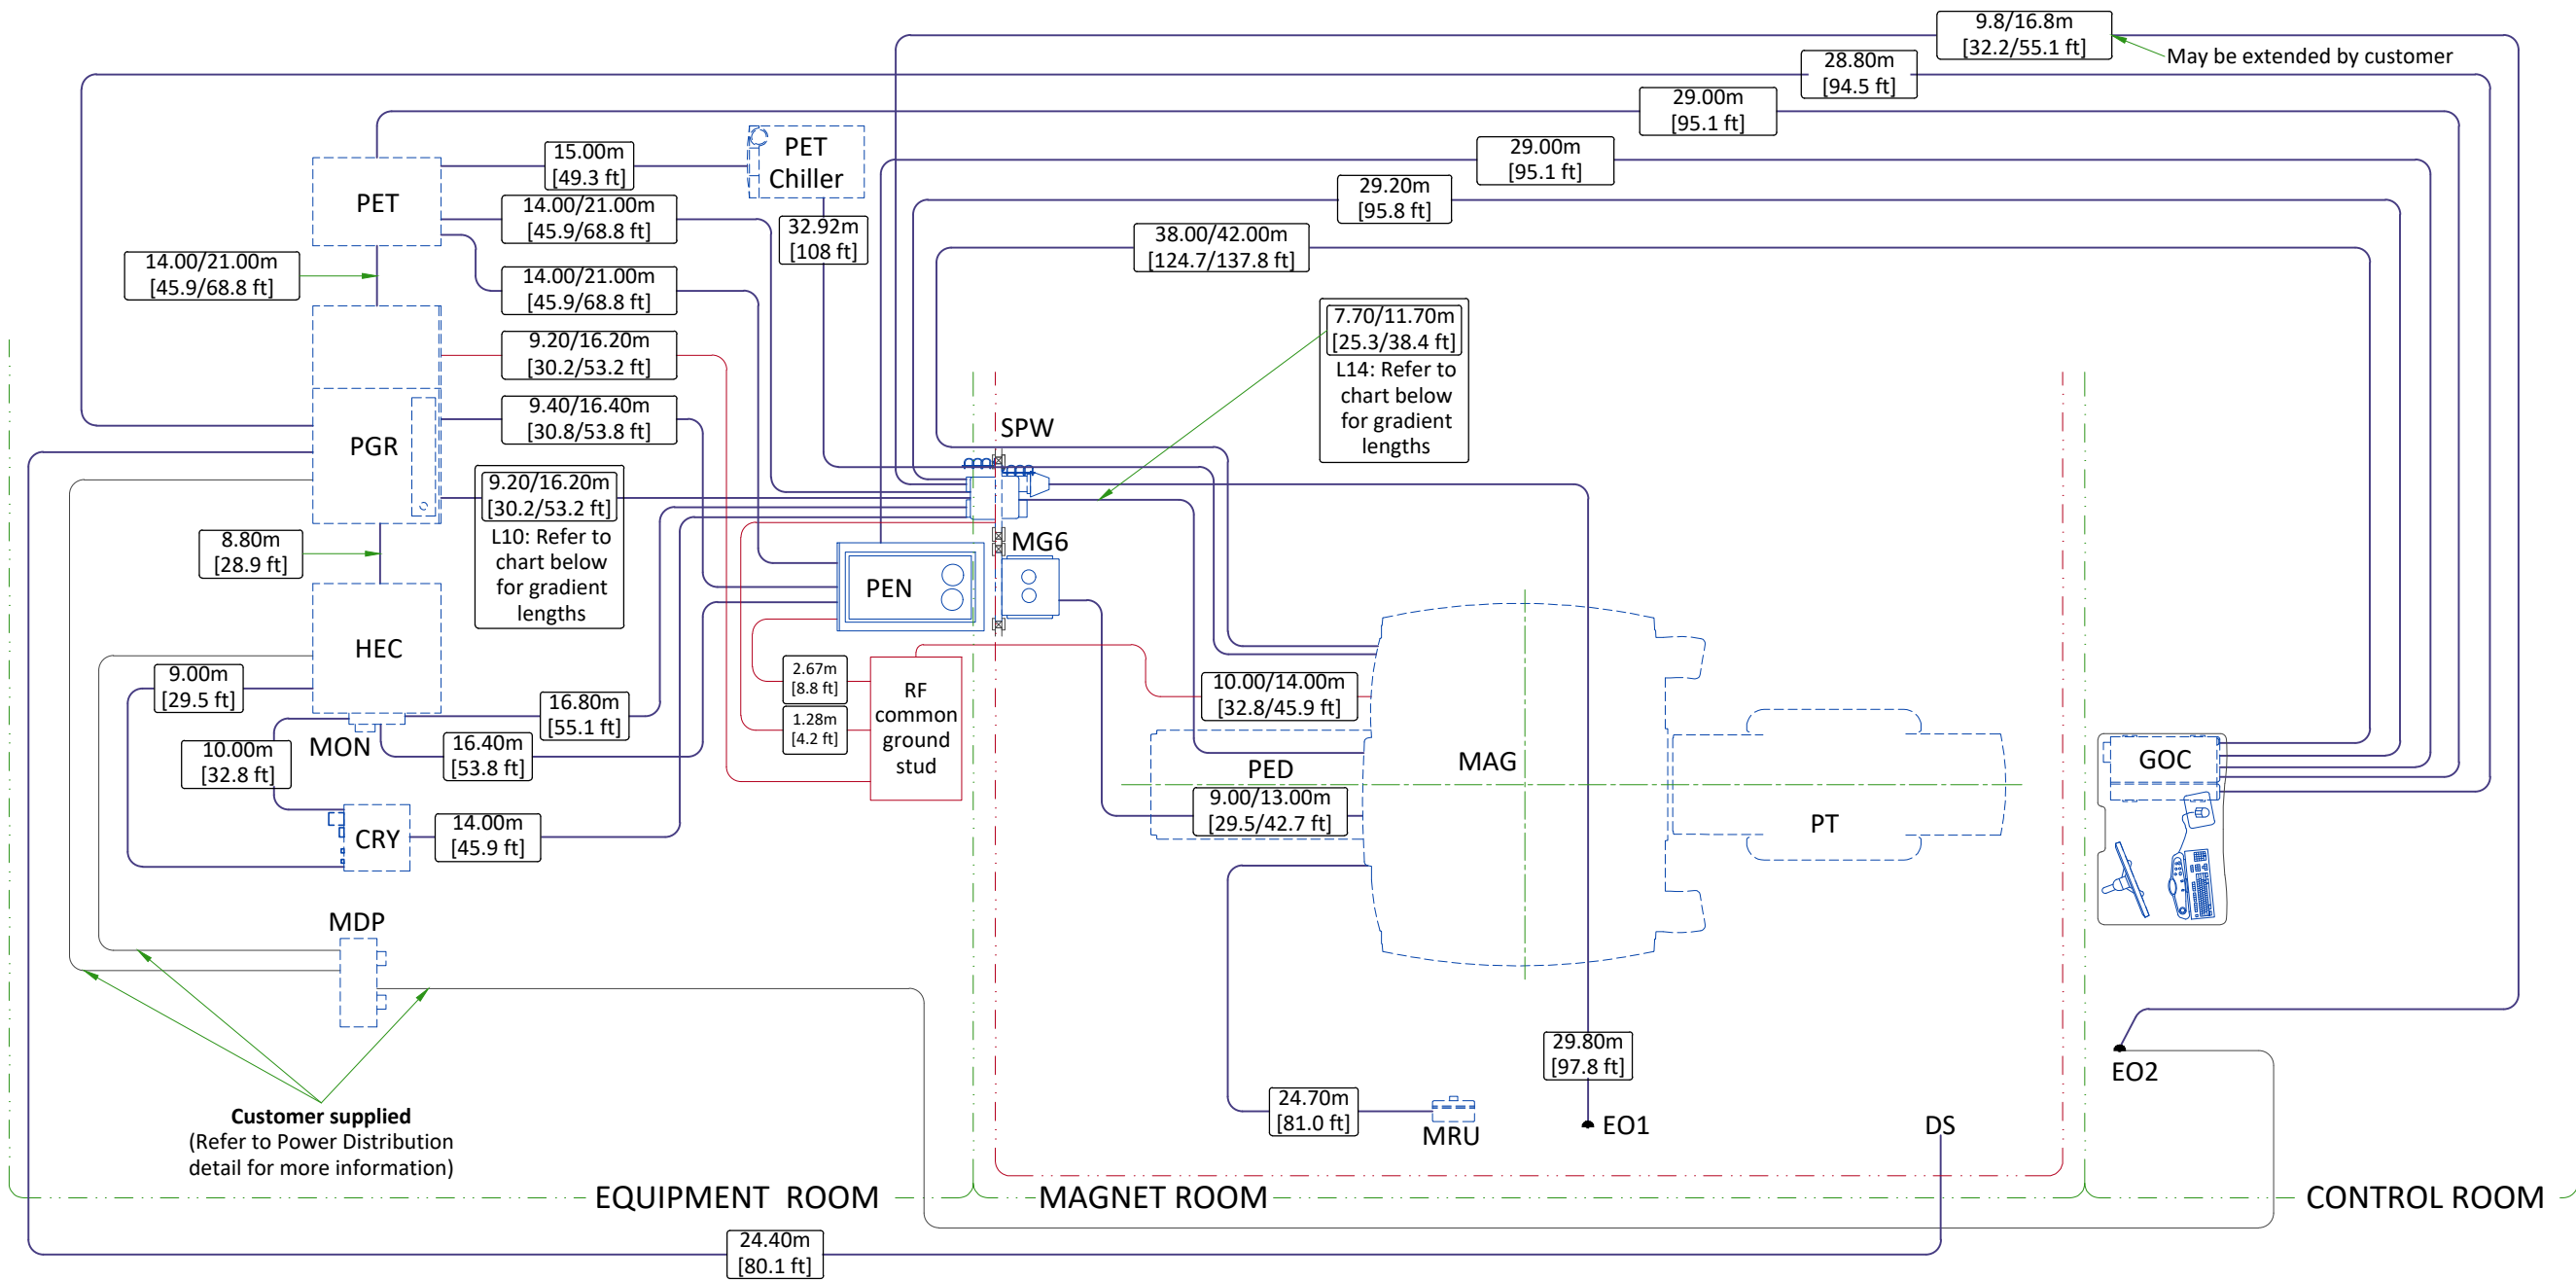 9.8/16.8m
[32.2/55.1 ft]
May be extended by customer
28.80m
[94.5 ft]
29.00m
[95.1 ft]
29.00m
[95.1 ft]
29.20m
[95.8 ft]
38.00/42.00m
[124.7/137.8 ft]
15.00m
[49.3 ft]
PET
Chiller
PET
14.00/21.00m
[45.9/68.8 ft]
32.92m
[108 ft]
14.00/21.00m
[45.9/68.8 ft]
14.00/21.00m
[45.9/68.8 ft]
9.20/16.20m
[30.2/53.2 ft]
7.70/11.70m
[25.3/38.4 ft]
L14: Refer to
chart below
for gradient
lengths
9.40/16.40m
[30.8/53.8 ft]
PGR
SPW
9.20/16.20m
[30.2/53.2 ft]
L10: Refer to
chart below
for gradient
lengths
8.80m
[28.9 ft]
MG6
PEN
HEC
9.00m
[29.5 ft]
16.80m
[55.1 ft]
2.67m
[8.8 ft]
1.28m
[4.2 ft]
RF
common
ground
stud
10.00/14.00m
[32.8/45.9 ft]
MON
10.00m
[32.8 ft]
16.40m
[53.8 ft]
PED
MAG
GOC
9.00/13.00m
[29.5/42.7 ft]
PT
CRY
14.00m
[45.9 ft]
MDP
29.80m
[97.8 ft]
EO2
24.70m
[81.0 ft]
MRU
EO1
DS
Customer supplied
(Refer to Power Distribution
detail for more information)
EQUIPMENT ROOM
MAGNET ROOM
CONTROL ROOM
24.40m
[80.1 ft]